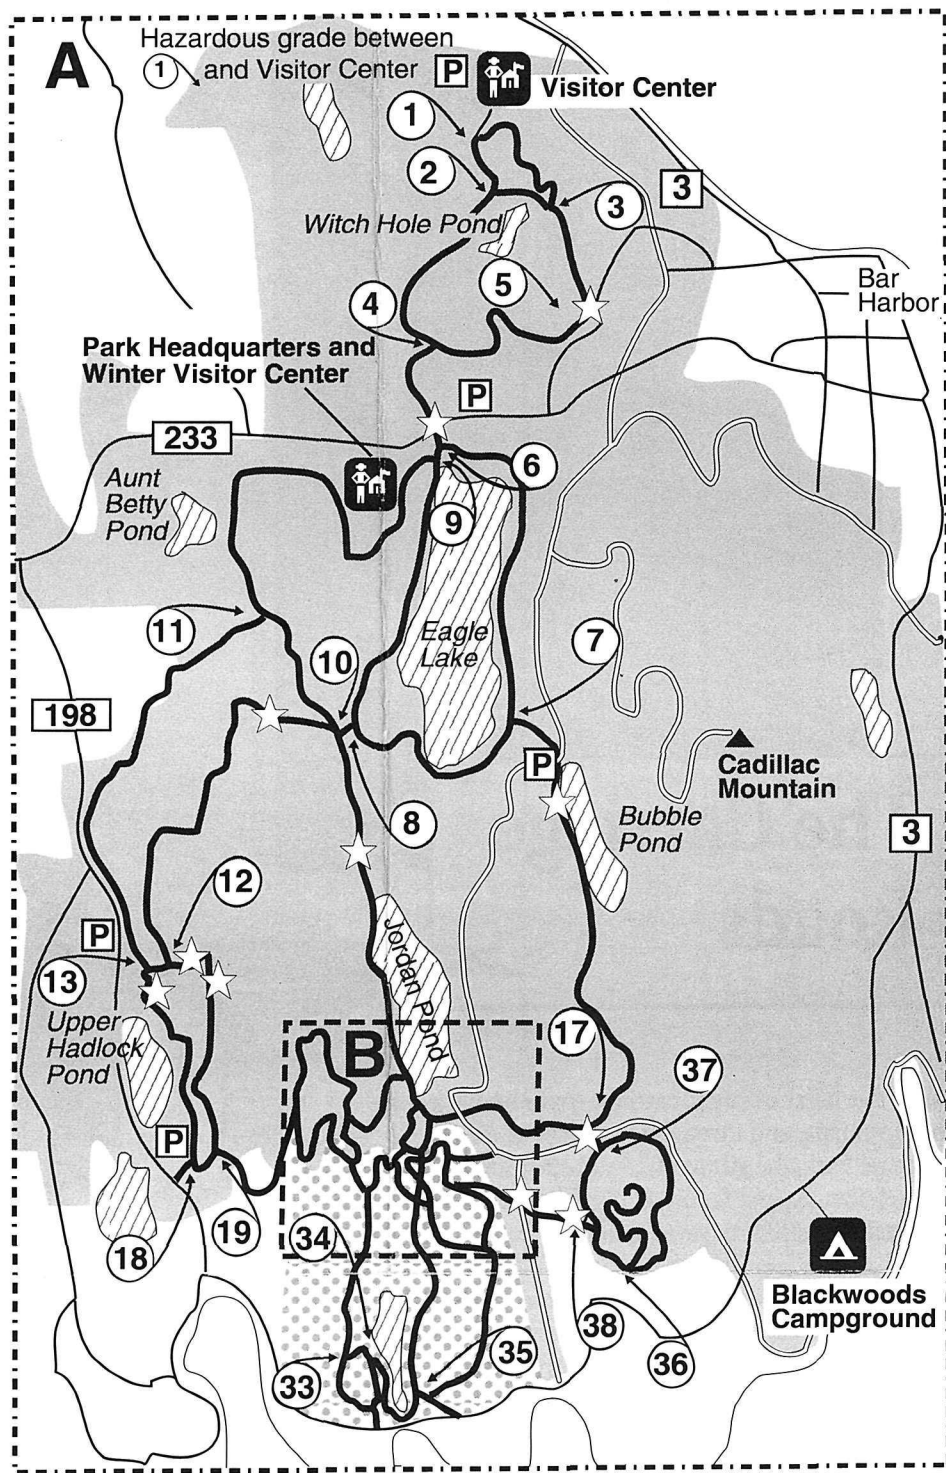 A
Hazardous grade between
1 and Visitor Center
P
Visitor Center
1
2
3
3
Witch Hole Pond
5
4
Bar
Harbor
Park Headquarters and
Winter Visitor Center
P
233
6
Aunt
Betty
Pond
9
11
Eagle
Lake
7
10
198
P
Cadillac
Mountain
8
Bubble
Pond
3
12
P
Jordan Pond
13
Upper
Hadlock
Pond
17
B
37
P
18
19
34
Blackwoods
Campground
38
35
36
33